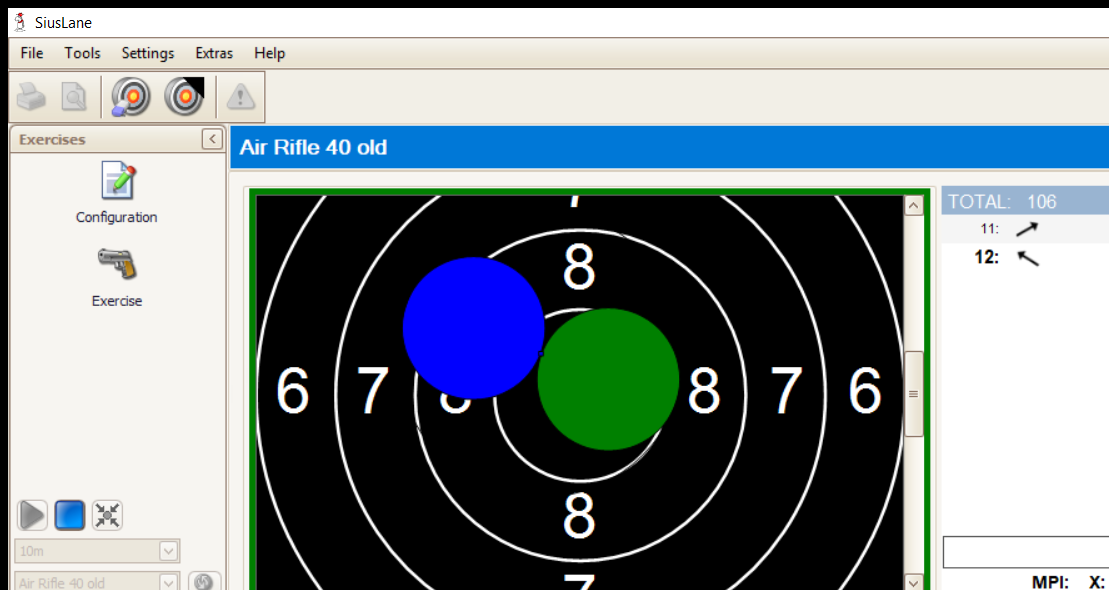 SiusLane
File Tools Settings Extras Help
Exercises
Air Rifle 40 old
Configuration
Exercise
10m
Air Rifle 40 old
7
8
6 7 8 8 7 6
8
7
TOTAL: 106
11:
12:
MPI: X: